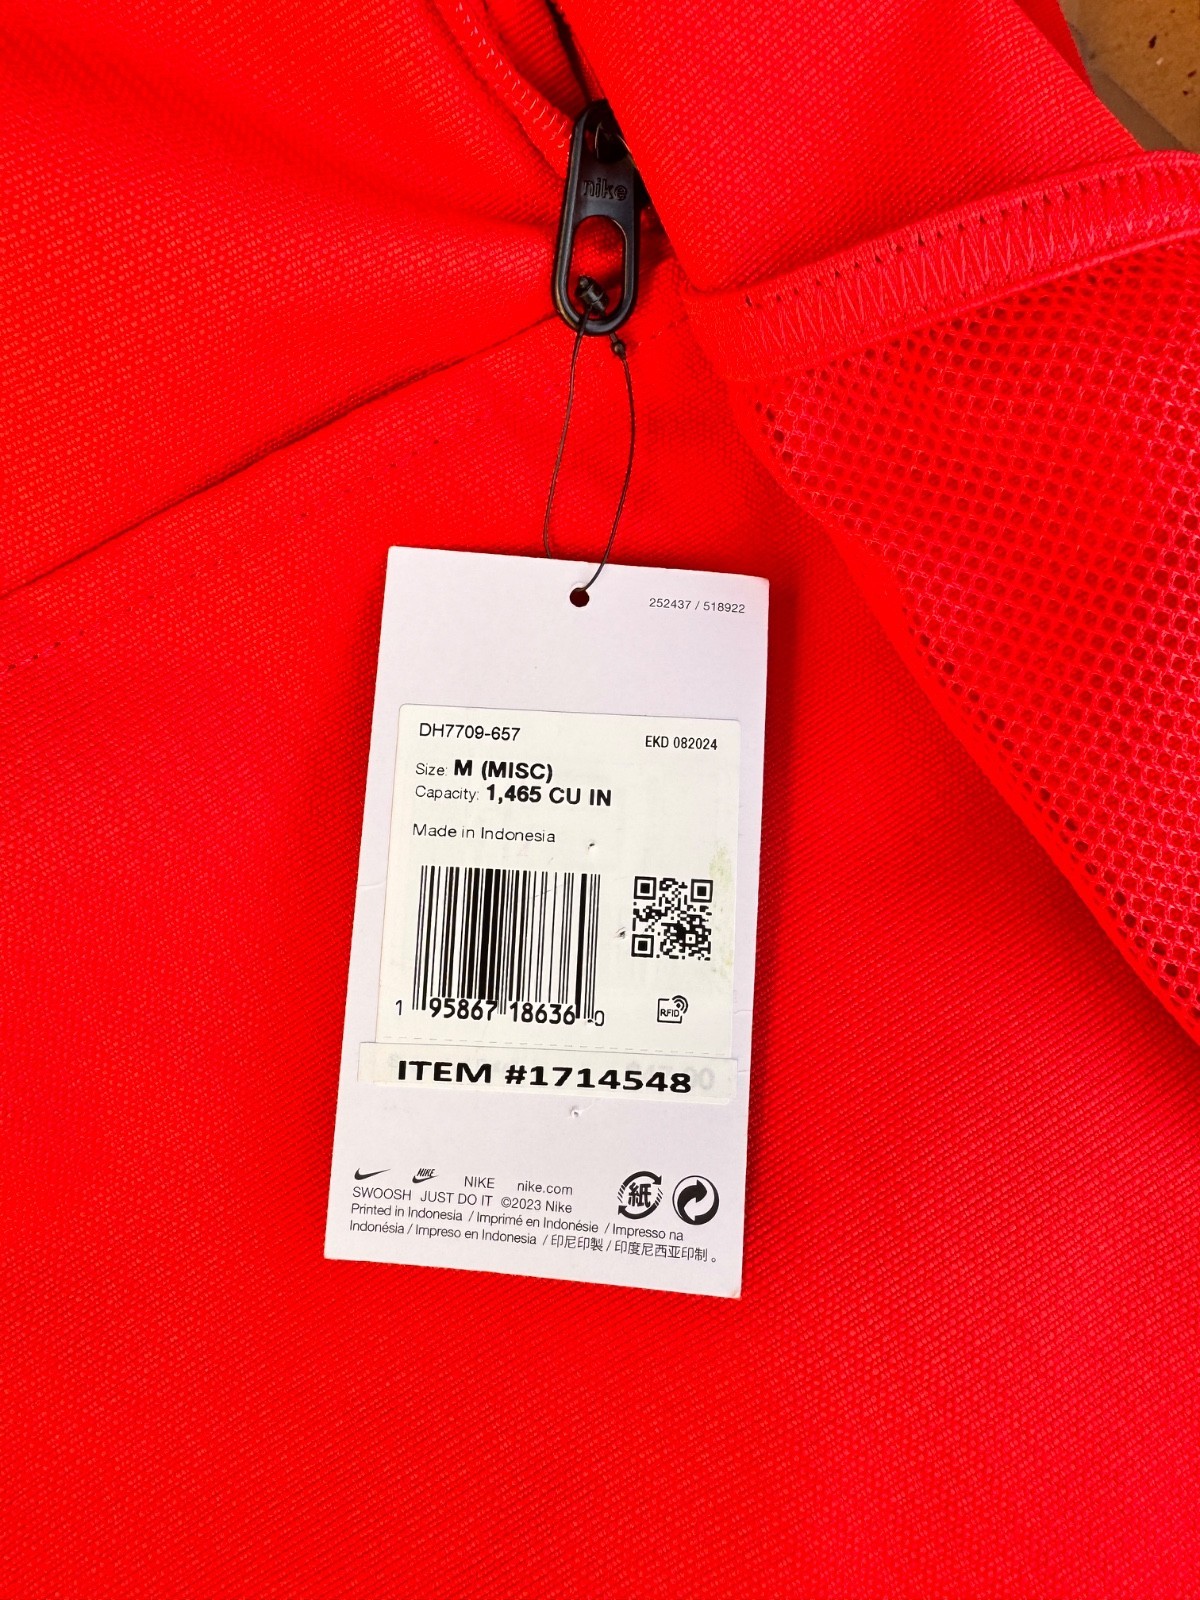 nike
252437 / 518922
DH7709-657
EKD 082024
Size: M (MISC)
Capacity: 1,465 CU IN
Made in Indonesia
1 95867 18636 0
RFID
ITEM #1714548
NIKE
NIKE nike.com
SWOOSH JUST DO IT ©2023 Nike
Printed in Indonesia / Imprimé en Indonésie / Impresso na
Indonésia / Impreso en Indonesia / 印尼印製 / 印度尼西亚印制 。
紙